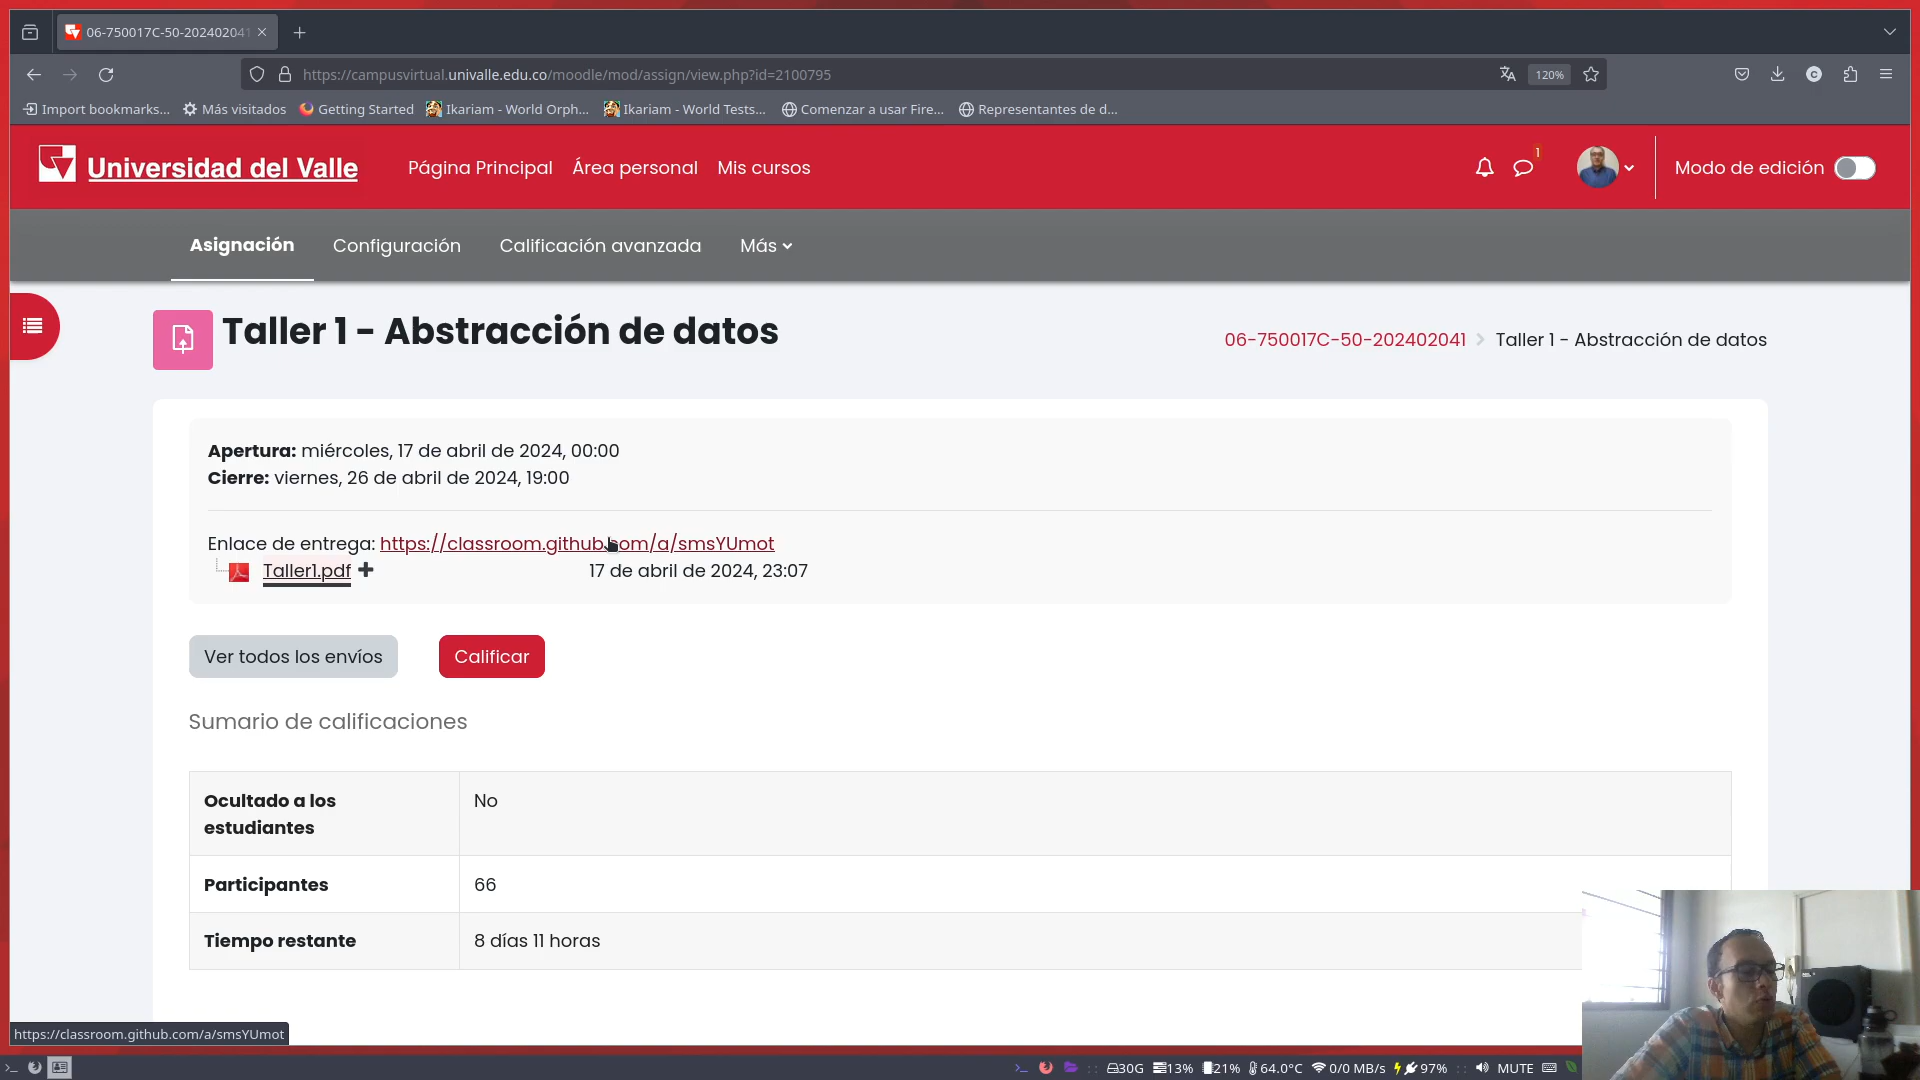 06-750017C-50-202402041
https://campusvirtual.univalle.edu.co/moodle/mod/assign/view.php?id=2100795
120%
Import bookmarks...
Más visitados
Getting Started
Ikariam - World Orph...
Ikariam - World Tests...
Comenzar a usar Fire...
Representantes de d...
Universidad del Valle
Página Principal
Área personal
Mis cursos
1
Modo de edición
Asignación
Configuración
Calificación avanzada
Más
Taller 1 - Abstracción de datos
06-750017C-50-202402041
Taller 1 - Abstracción de datos
Apertura: miércoles, 17 de abril de 2024, 00:00
Cierre: viernes, 26 de abril de 2024, 19:00
Enlace de entrega: https://classroom.github.com/a/smsYUmot
Taller1.pdf
17 de abril de 2024, 23:07
Ver todos los envíos
Calificar
Sumario de calificaciones
Ocultado a los estudiantes
No
Participantes
66
Tiempo restante
8 días 11 horas
https://classroom.github.com/a/smsYUmot
30G
13%
21%
64.0°C
0/0 MB/s
97%
MUTE